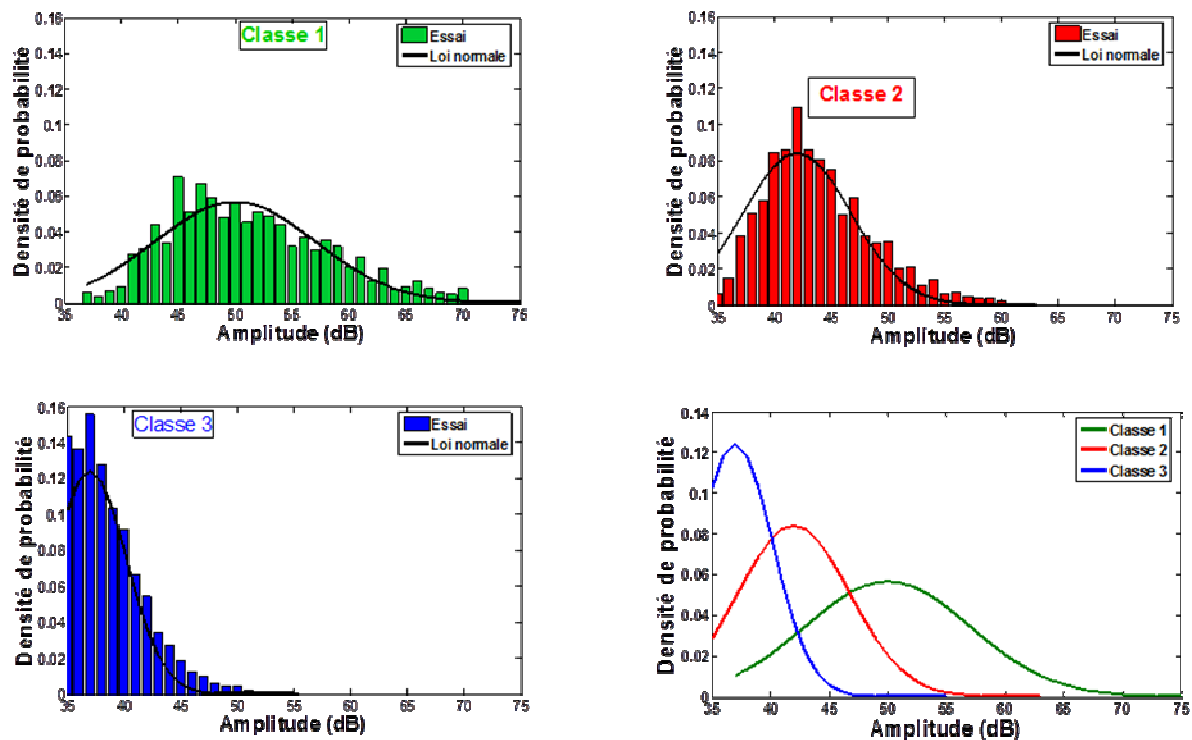 Classe 1
Essai
Loi normale
Densité de probabilité
0.16
0.14
0.12
0.1
0.08
0.06
0.04
0.02
0
35 40 45 50 55 60 65 70 75
Amplitude (dB)
Classe 2
Essai
Loi normale
Densité de probabilité
0.16
0.14
0.12
0.1
0.08
0.06
0.04
0.02
0
35 40 45 50 55 60 65 70 75
Amplitude (dB)
Classe 3
Essai
Loi normale
Densité de probabilité
0.16
0.14
0.12
0.10
0.08
0.06
0.04
0.02
0
35 40 45 50 55 60 65 70 75
Amplitude (dB)
Classe 1
Classe 2
Classe 3
Densité de probabilité
0.14
0.12
0.1
0.08
0.06
0.04
0.02
0
35 40 45 50 55 60 65 70 75
Amplitude (dB)